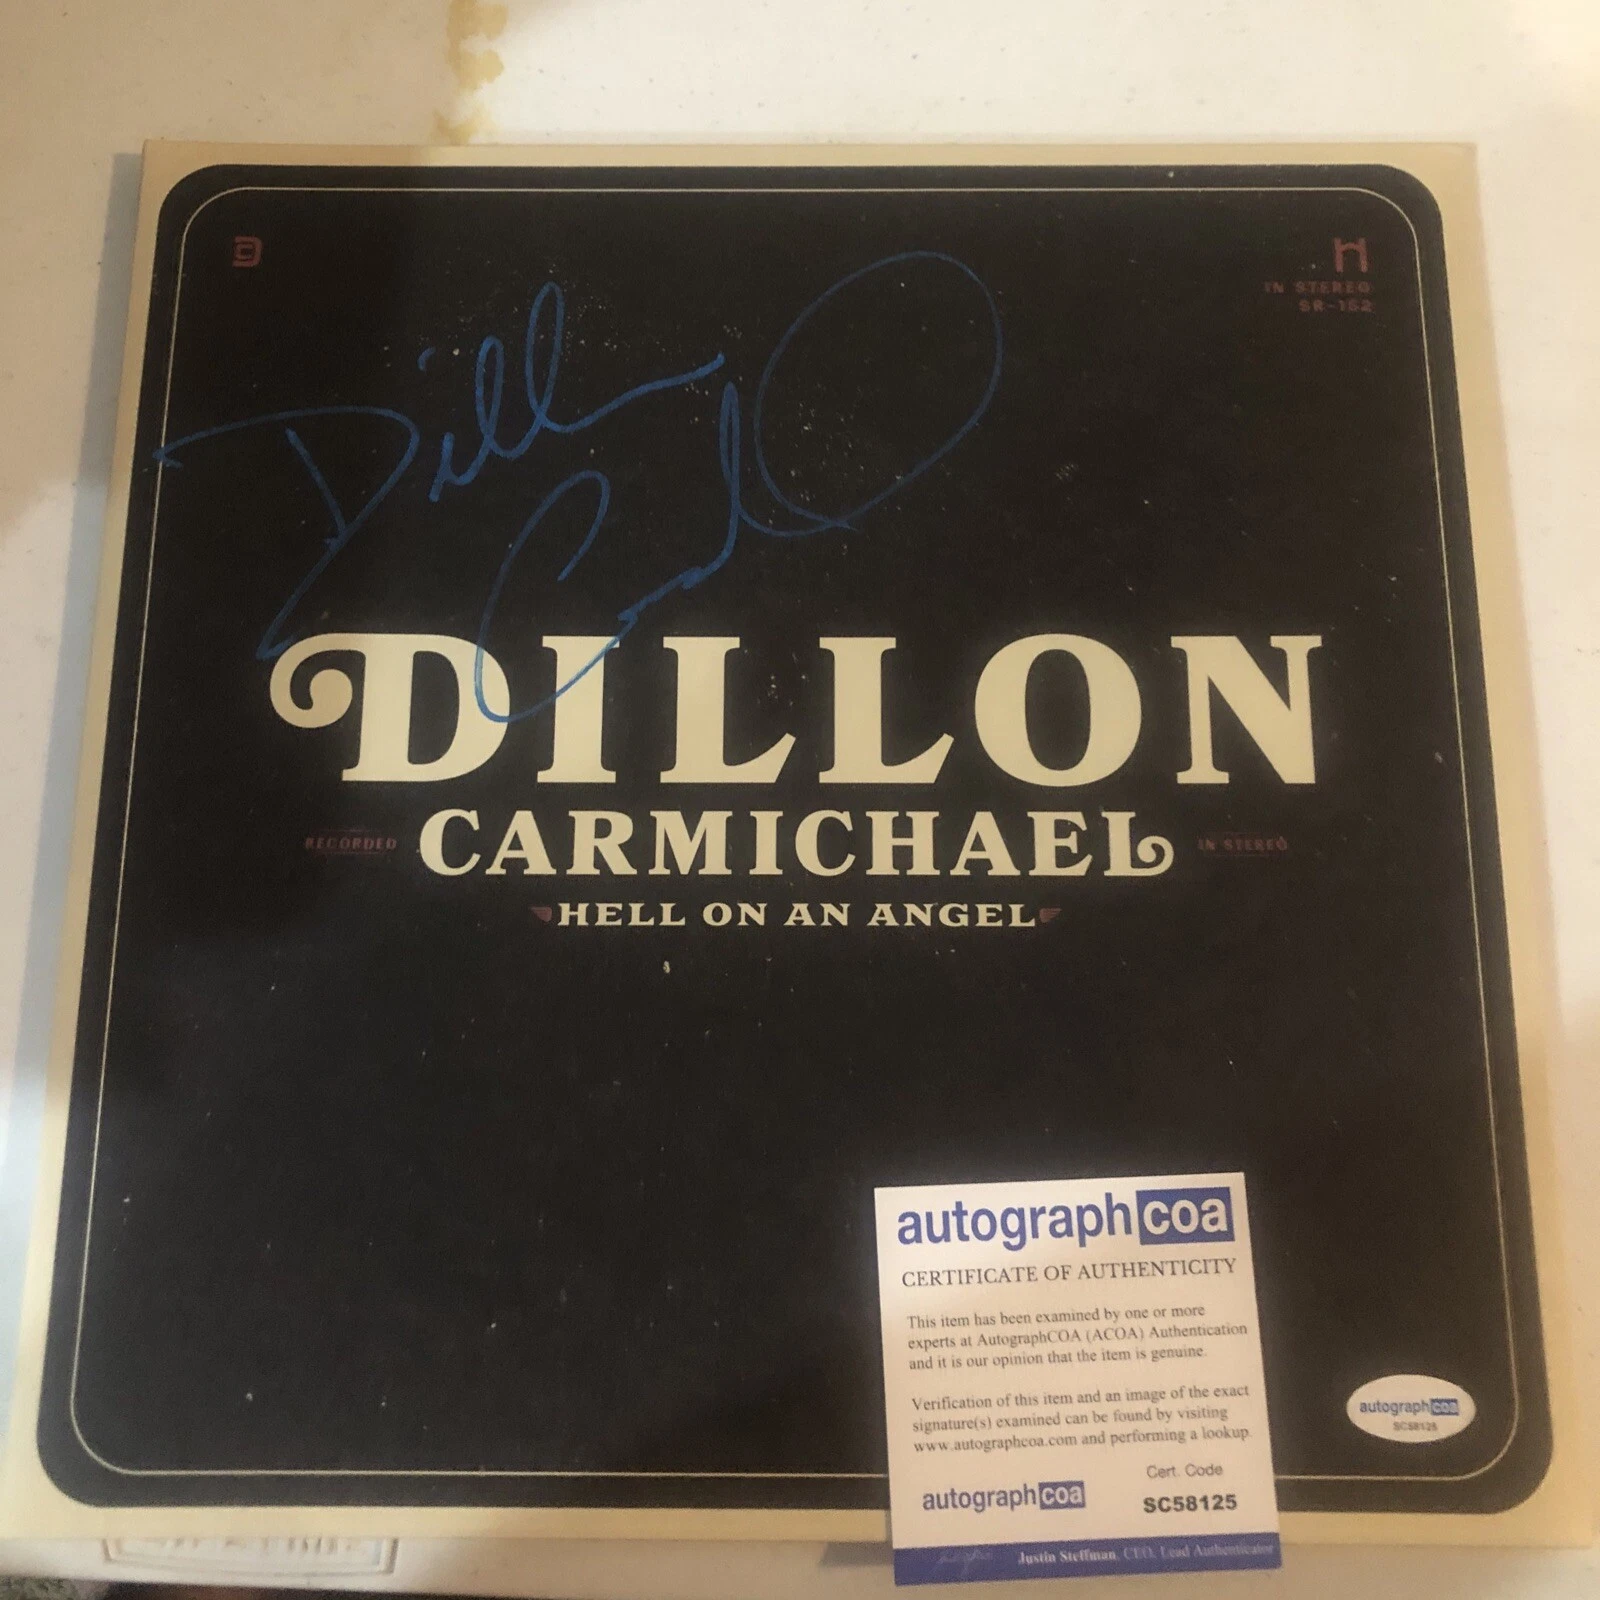 IN STEREO
SR-152
Dillon
DILLON
RECORDED CARMICHAEL IN STEREO
HELL ON AN ANGEL
autographcoa
CERTIFICATE OF AUTHENTICITY
This item has been examined by one or more
experts at AutographCOA (ACOA) Authentication
and it is our opinion that the item is genuine.
Verification of this item and an image of the exact
signature(s) examined can be found by visiting
www.autographcoa.com and performing a lookup.
Cert. Code
autographcoa SC58125
Justin Steffman, CEO, Lead Authenticator
autographcoa
SC58125